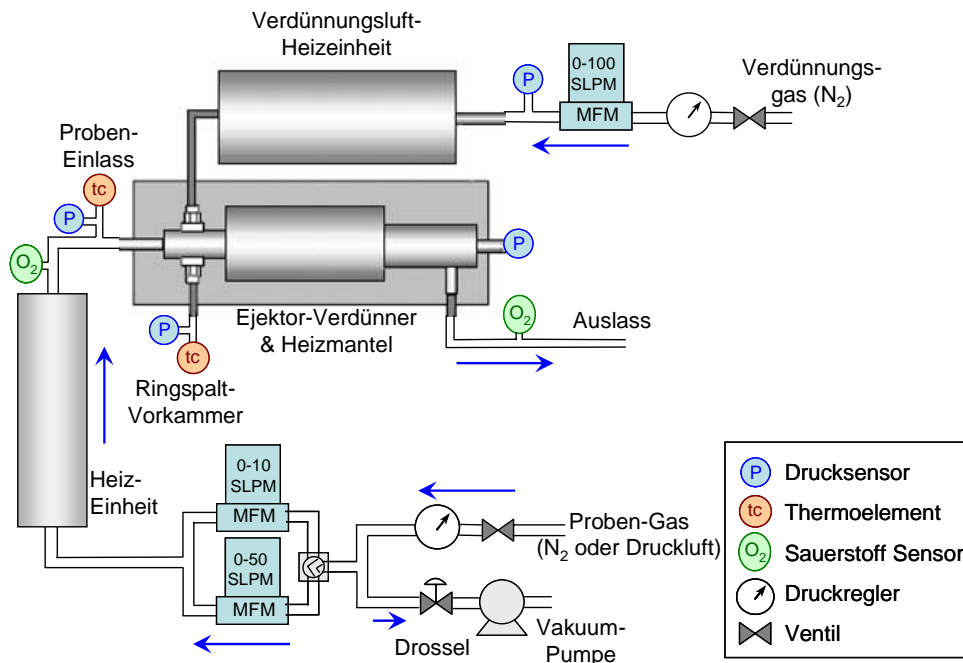 Verdünnungsluft-
Heizeinheit
0-100
SLPM
MFM
P
Verdünnungs-
gas (N2)
Proben-
Einlass
tc
P
O2
P
Ejektor-Verdünner
& Heizmantel
P
tc
Ringspalt-
Vorkammer
O2
Auslass
Heiz-
Einheit
0-10
SLPM
MFM
0-50
SLPM
MFM
Proben-Gas
(N2 oder Druckluft)
Drossel
Vakuum-
Pumpe
P Drucksensor
tc Thermoelement
O2 Sauerstoff Sensor
Druckregler
Ventil